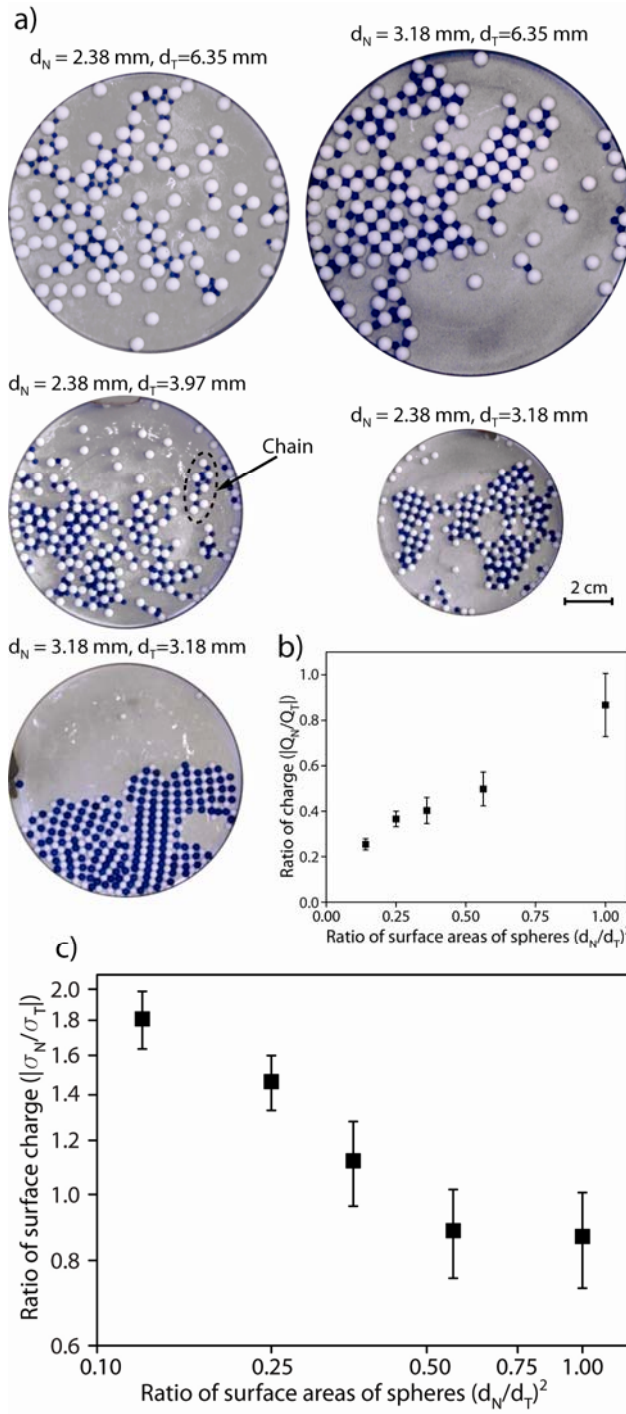 a)
d_N = 2.38 mm, d_T=6.35 mm
d_N = 3.18 mm, d_T=6.35 mm
d_N = 2.38 mm, d_T=3.97 mm
Chain
d_N = 2.38 mm, d_T=3.18 mm
2 cm
d_N = 3.18 mm, d_T=3.18 mm
b)
Ratio of charge (|Q_N/Q_T|)
1.0
0.8
0.6
0.4
0.2
0.0
0.00 0.25 0.50 0.75 1.00
Ratio of surface areas of spheres (d_N/d_T)²
c)
Ratio of surface charge (|σ_N/σ_T|)
2.0
1.8
1.6
1.4
1.2
1.0
0.8
0.6
0.10 0.25 0.50 0.75 1.00
Ratio of surface areas of spheres (d_N/d_T)²